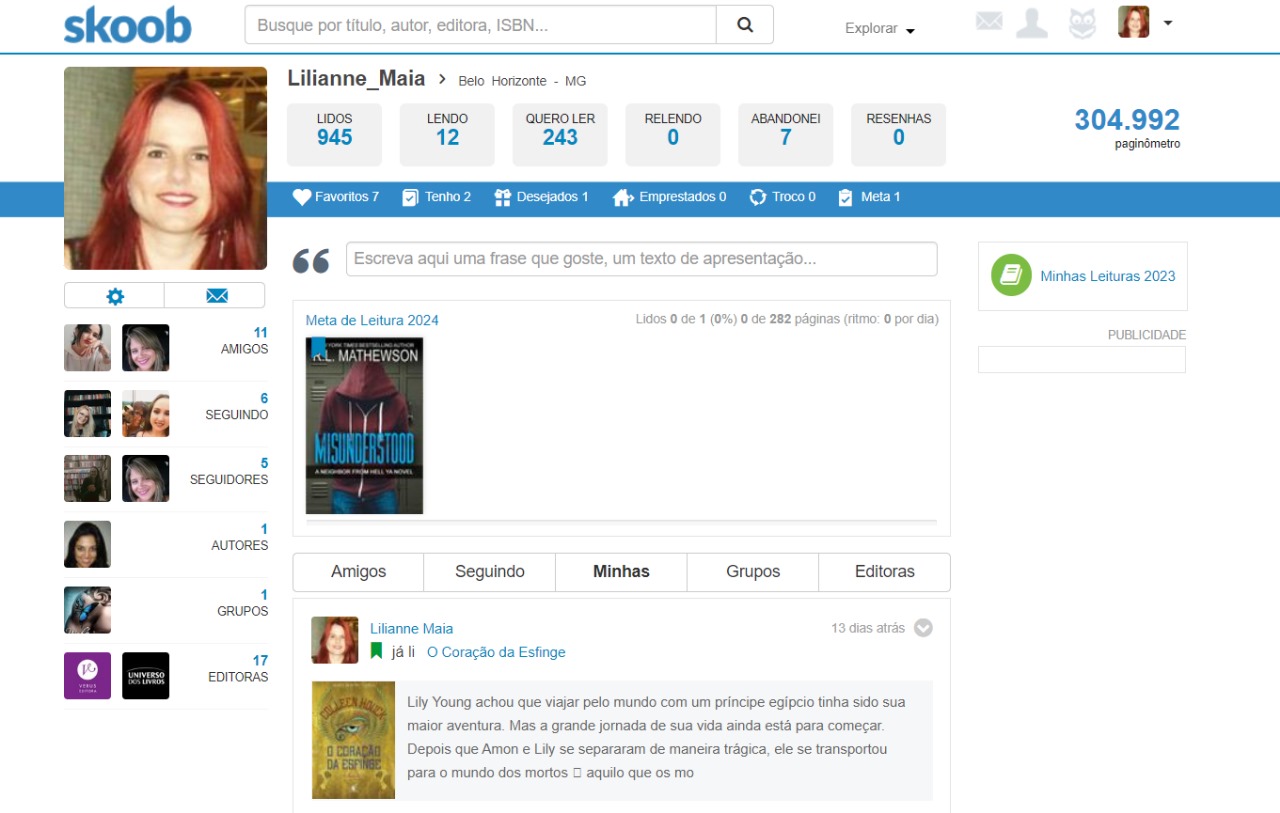 skoob
Busque por título, autor, editora, ISBN...
Explorar
Lilianne_Maia > Belo Horizonte - MG
LIDOS
945
LENDO
12
QUERO LER
243
RELENDO
0
ABANDONEI
7
RESENHAS
0
304.992
paginômetro
Favoritos 7
Tenho 2
Desejados 1
Emprestados 0
Troco 0
Meta 1
Escreva aqui uma frase que goste, um texto de apresentação...
Minhas Leituras 2023
PUBLICIDADE
11
AMIGOS
6
SEGUINDO
5
SEGUIDORES
1
AUTORES
1
GRUPOS
17
EDITORAS
VERUS
EDITORA
UNIVERSO
DOS LIVROS
Meta de Leitura 2024
Lidos 0 de 1 (0%) 0 de 282 páginas (ritmo: 0 por dia)
YORK TIMES BESTSELLING AUTHOR
R.L. MATHEWSON
MISUNDERSTOOD
A NEIGHBOR FROM HELL YA NOVEL
Amigos
Seguindo
Minhas
Grupos
Editoras
Lilianne Maia
13 dias atrás
já li O Coração da Esfinge
COLLEEN HOUCK
O CORAÇÃO
DA ESFINGE
Lily Young achou que viajar pelo mundo com um príncipe egípcio tinha sido sua
maior aventura. Mas a grande jornada de sua vida ainda está para começar.
Depois que Amon e Lily se separaram de maneira trágica, ele se transportou
para o mundo dos mortos  aquilo que os mo